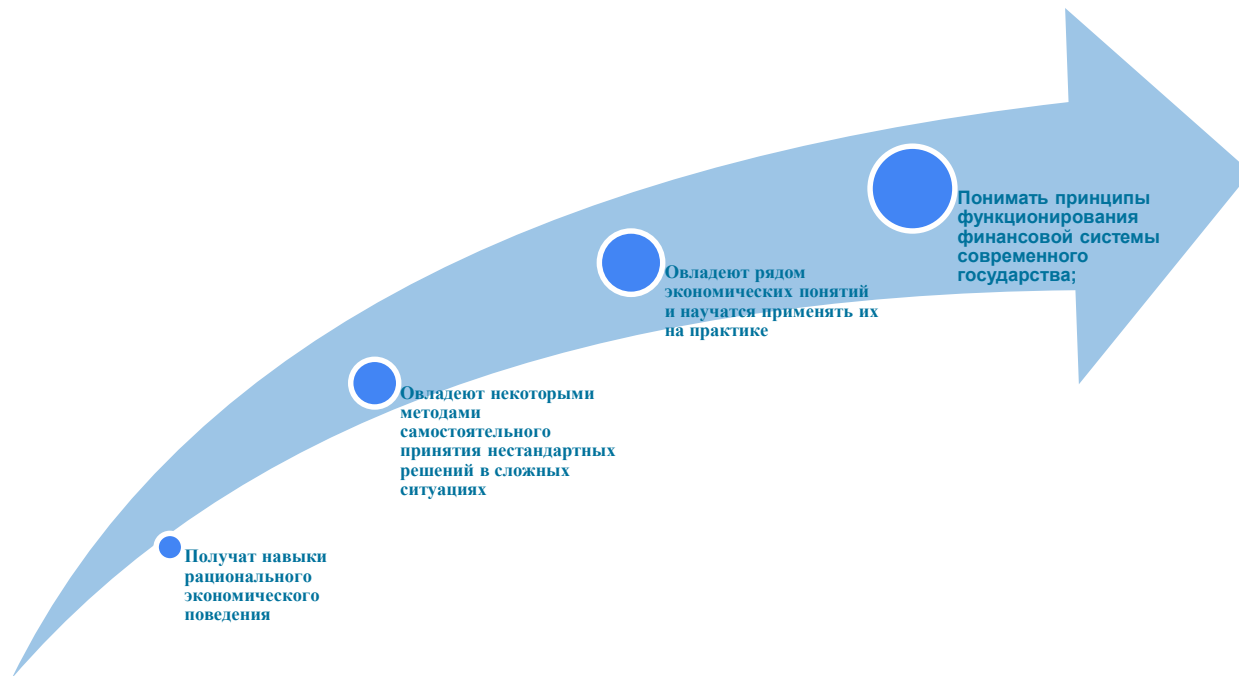 Понимать принципы
функционирования
финансовой системы
современного
государства;
Овладеют рядом
экономических понятий
и научатся применять их
на практике
Овладеют некоторыми
методами
самостоятельного
принятия нестандартных
решений в сложных
ситуациях
Получат навыки
рационального
экономического
поведения